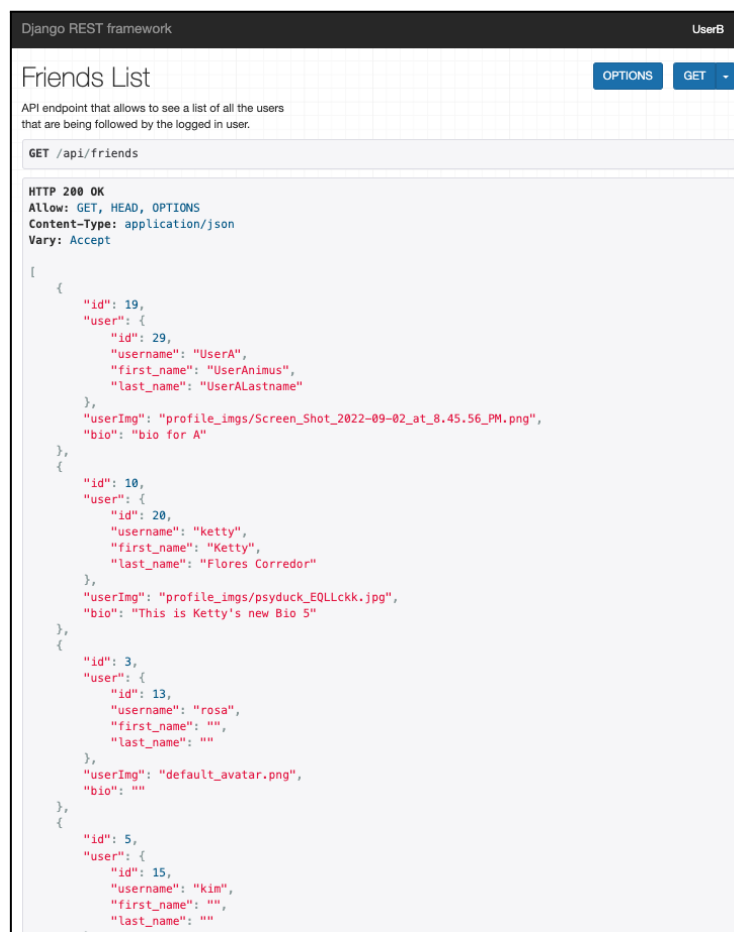 Django REST framework UserB
Friends List
OPTIONS GET
API endpoint that allows to see a list of all the users
that are being followed by the logged in user.
GET /api/friends
HTTP 200 OK
Allow: GET, HEAD, OPTIONS
Content-Type: application/json
Vary: Accept
[
    {
        "id": 19,
        "user": {
            "id": 29,
            "username": "UserA",
            "first_name": "UserAnimus",
            "last_name": "UserALastname"
        },
        "userImg": "profile_imgs/Screen_Shot_2022-09-02_at_8.45.56_PM.png",
        "bio": "bio for A"
    },
    {
        "id": 10,
        "user": {
            "id": 20,
            "username": "ketty",
            "first_name": "Ketty",
            "last_name": "Flores Corredor"
        },
        "userImg": "profile_imgs/psyduck_EQLLckk.jpg",
        "bio": "This is Ketty's new Bio 5"
    },
    {
        "id": 3,
        "user": {
            "id": 13,
            "username": "rosa",
            "first_name": "",
            "last_name": ""
        },
        "userImg": "default_avatar.png",
        "bio": ""
    },
    {
        "id": 5,
        "user": {
            "id": 15,
            "username": "kim",
            "first_name": "",
            "last_name": ""